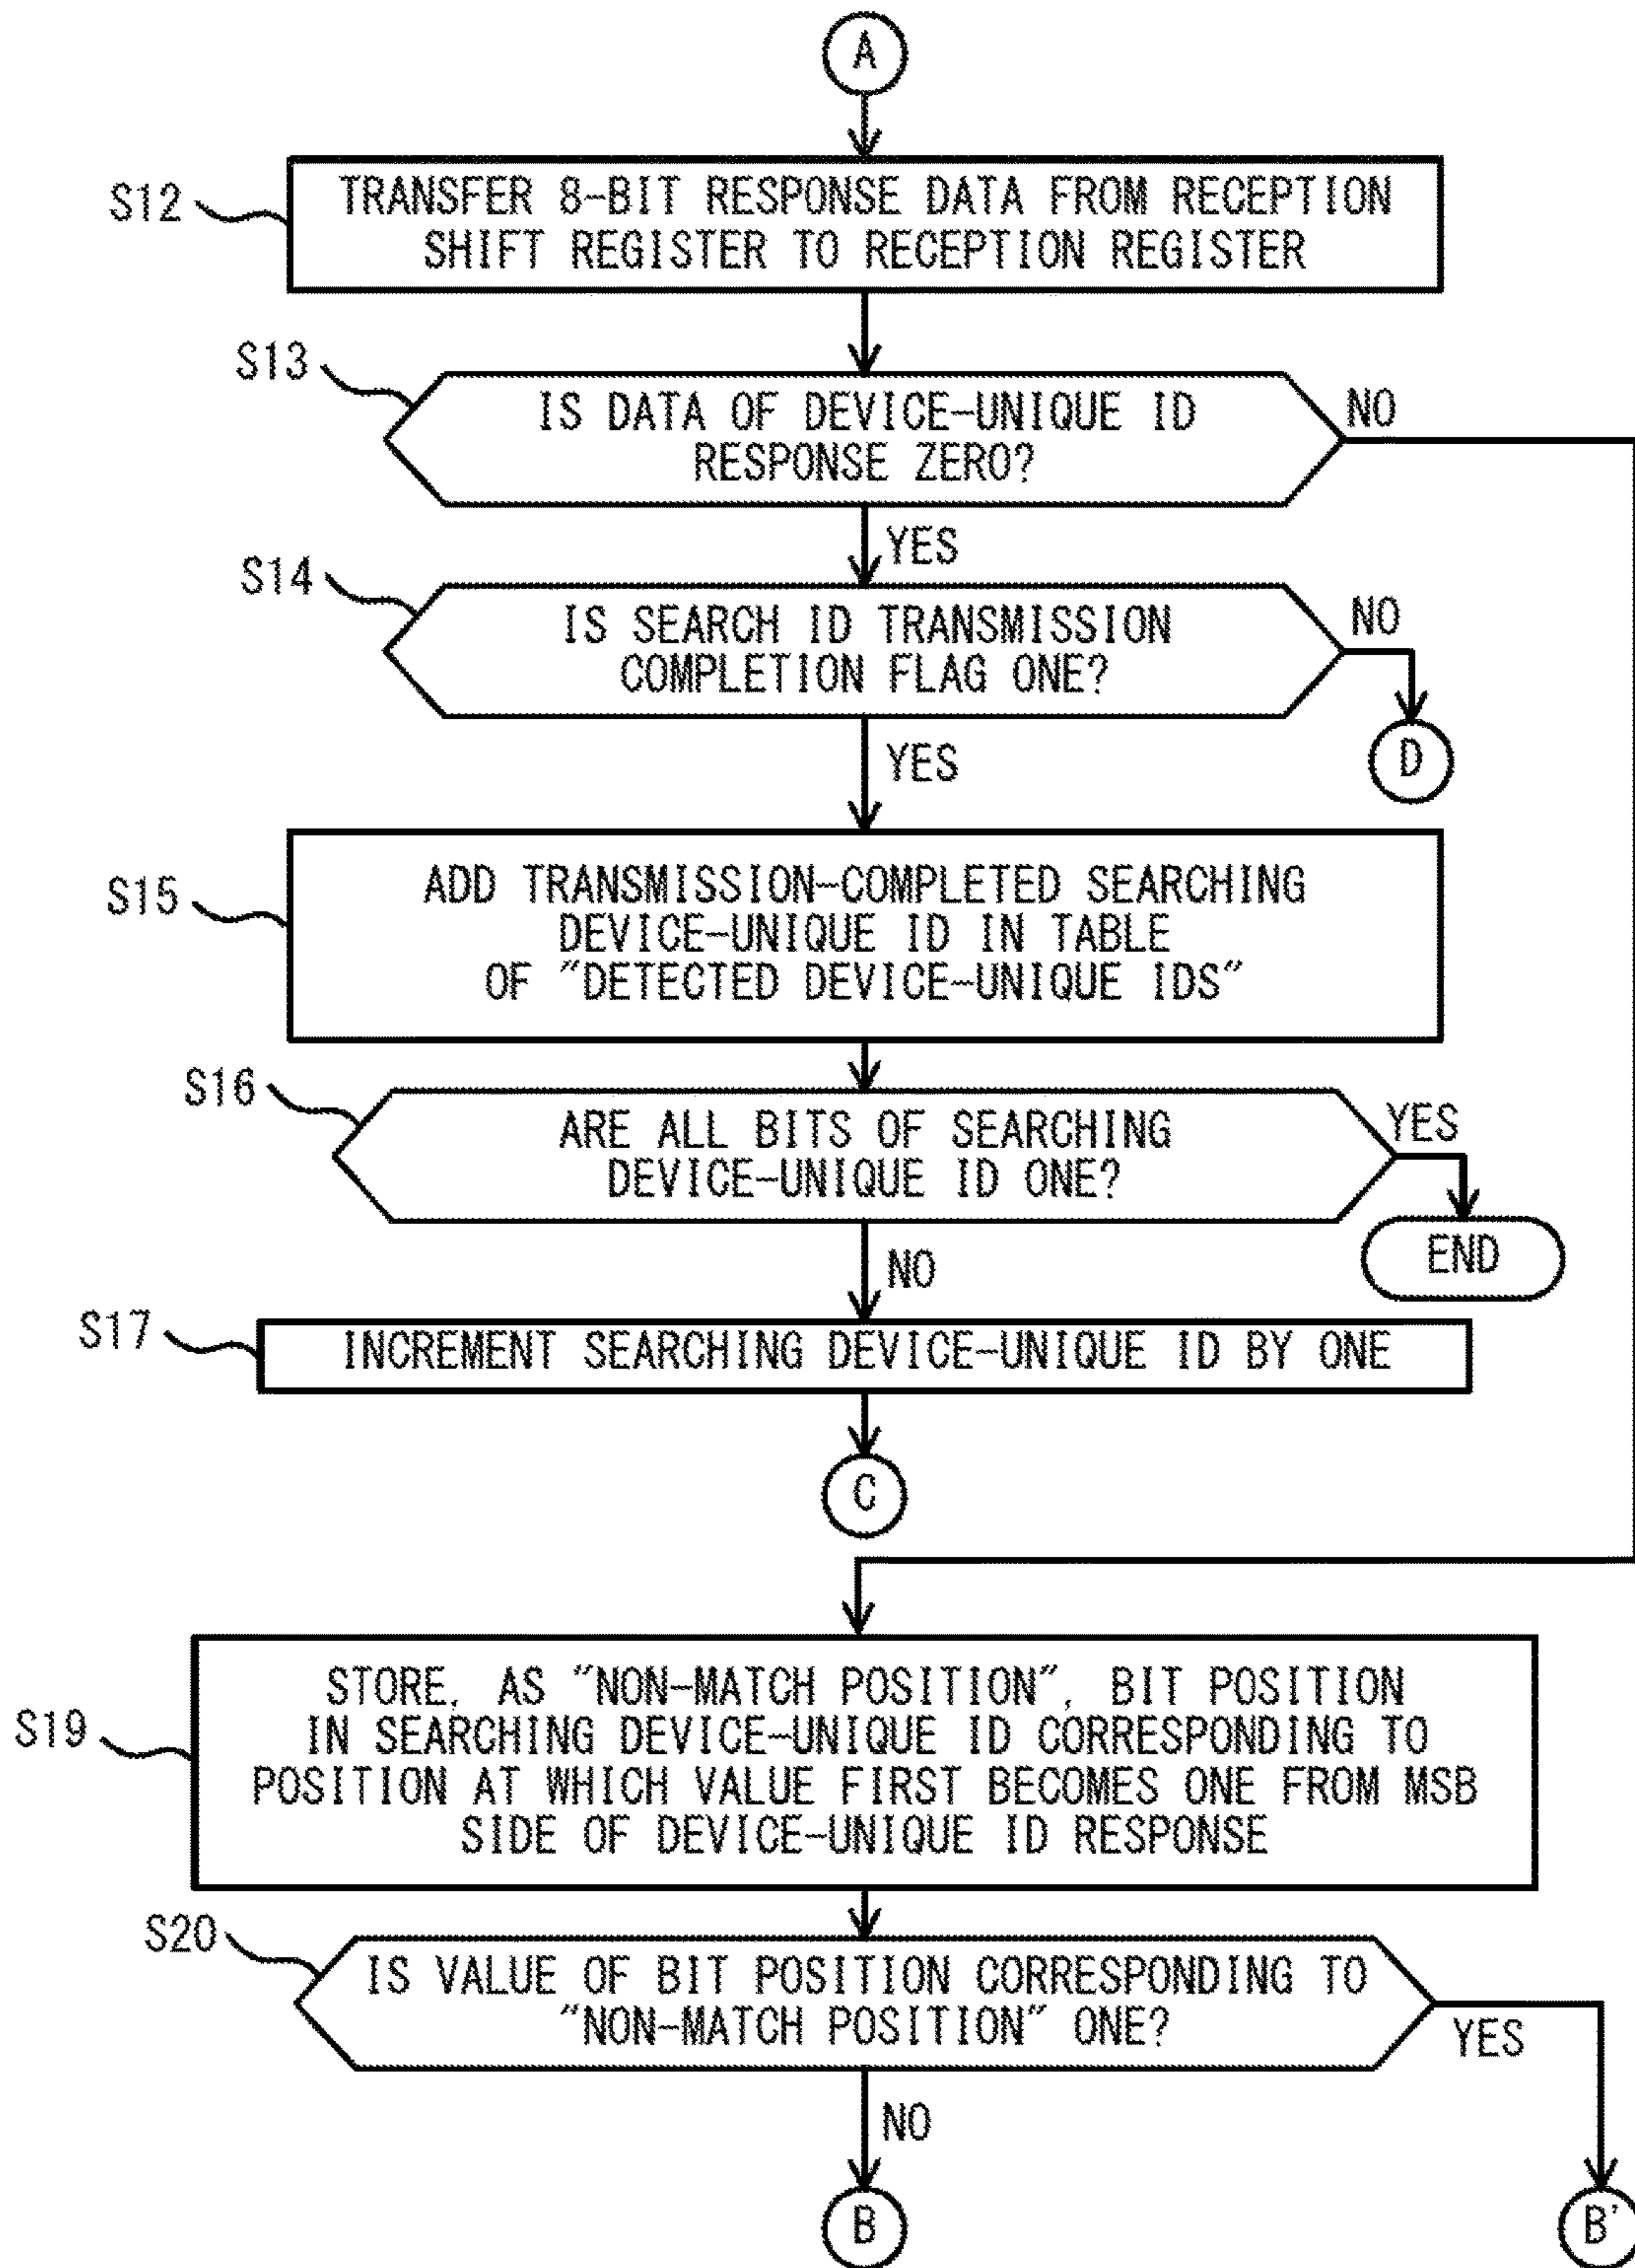 A
S12
TRANSFER 8-BIT RESPONSE DATA FROM RECEPTION
SHIFT REGISTER TO RECEPTION REGISTER
S13
IS DATA OF DEVICE-UNIQUE ID
RESPONSE ZERO?
NO
YES
S14
IS SEARCH ID TRANSMISSION
COMPLETION FLAG ONE?
NO
D
YES
S15
ADD TRANSMISSION-COMPLETED SEARCHING
DEVICE-UNIQUE ID IN TABLE
OF "DETECTED DEVICE-UNIQUE IDS"
S16
ARE ALL BITS OF SEARCHING
DEVICE-UNIQUE ID ONE?
YES
END
NO
S17
INCREMENT SEARCHING DEVICE-UNIQUE ID BY ONE
C
S19
STORE, AS "NON-MATCH POSITION", BIT POSITION
IN SEARCHING DEVICE-UNIQUE ID CORRESPONDING TO
POSITION AT WHICH VALUE FIRST BECOMES ONE FROM MSB
SIDE OF DEVICE-UNIQUE ID RESPONSE
S20
IS VALUE OF BIT POSITION CORRESPONDING TO
"NON-MATCH POSITION" ONE?
YES
NO
B
B'